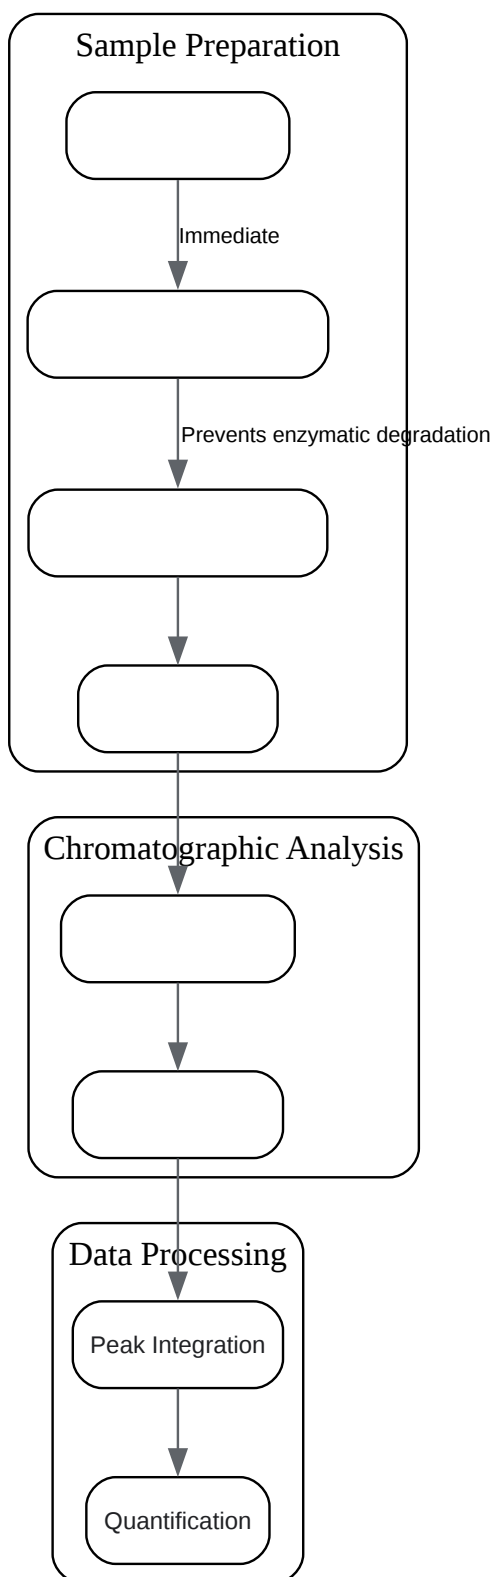 Sample Preparation
Immediate
Prevents enzymatic degradation
Chromatographic Analysis
Data Processing
Peak Integration
Quantification